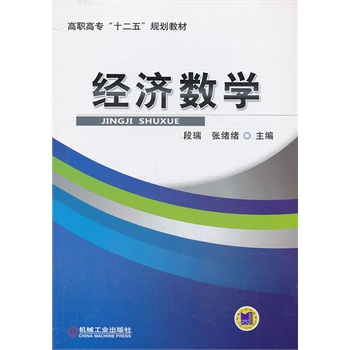 高职高专“十二五”规划教材
经济数学
JINGJI SHUXUE
段瑞 张绪绪◎主编
机械工业出版社
CHINA MACHINE PRESS